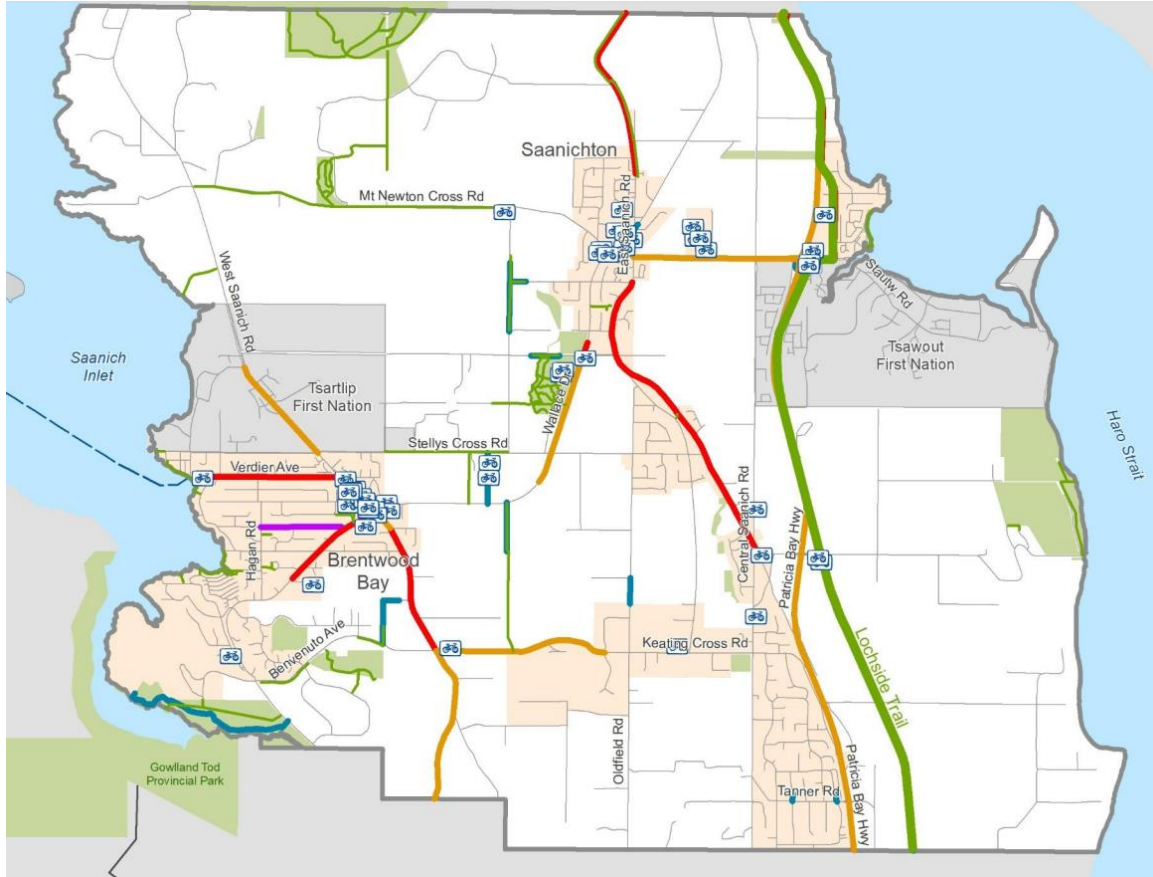 Saanichton
Mt Newton Cross Rd
East Saanich Rd
West Saanich Rd
Slautw Rd
Saanich
Inlet
Tsawout
First Nation
Tsartlip
First Nation
Wallace Dr
Haro Strait
Stellys Cross Rd
Verdier Ave
Central Saanich Rd
Patricia Bay Hwy
Hagan Rd
Brentwood
Bay
Keating Cross Rd
Benvenuto Ave
Lochside Trail
Oldfield Rd
Gowlland Tod
Provincial Park
Tanner Rd
Patricia Bay Hwy